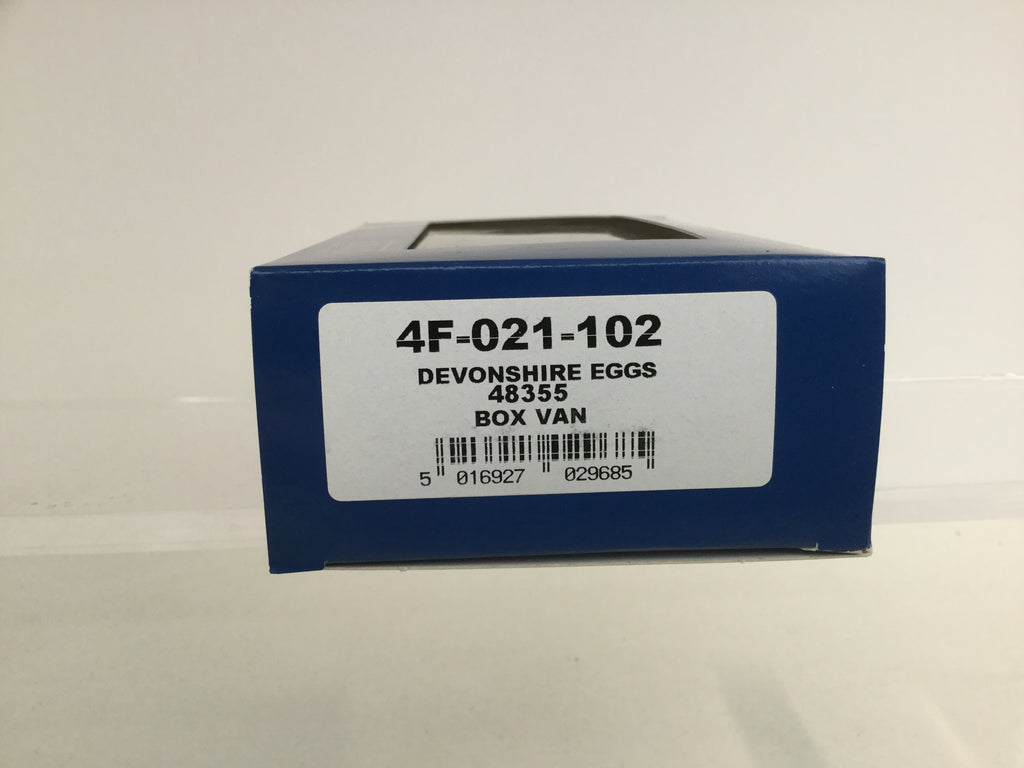 4F-021-102
DEVONSHIRE EGGS
48355
BOX VAN
5 016927 029685